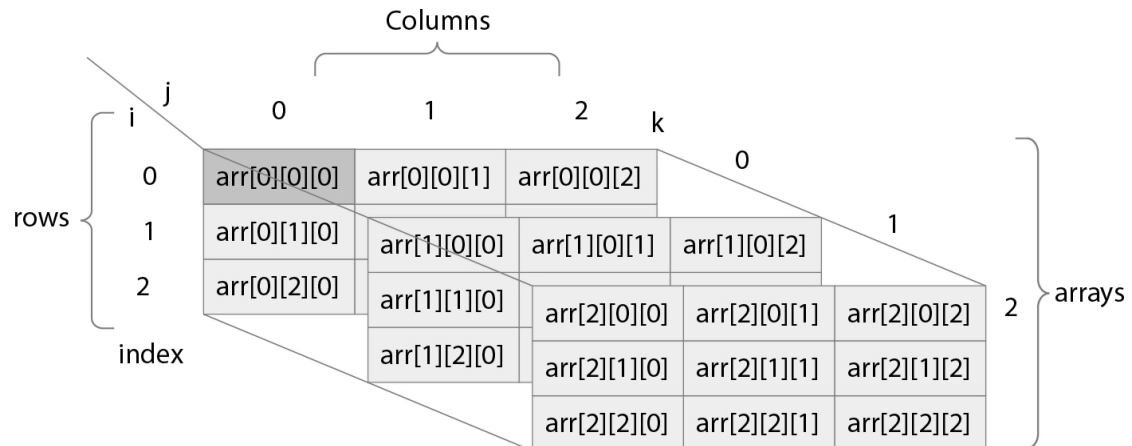 Columns
j
i
0
1
2
k
0
0
arr[0][0][0]
arr[0][0][1]
arr[0][0][2]
rows
1
arr[0][1][0]
arr[1][0][0]
arr[1][0][1]
arr[1][0][2]
1
2
arr[0][2][0]
arr[1][1][0]
arr[2][0][0]
arr[2][0][1]
arr[2][0][2]
2
arrays
index
arr[1][2][0]
arr[2][1][0]
arr[2][1][1]
arr[2][1][2]
arr[2][2][0]
arr[2][2][1]
arr[2][2][2]